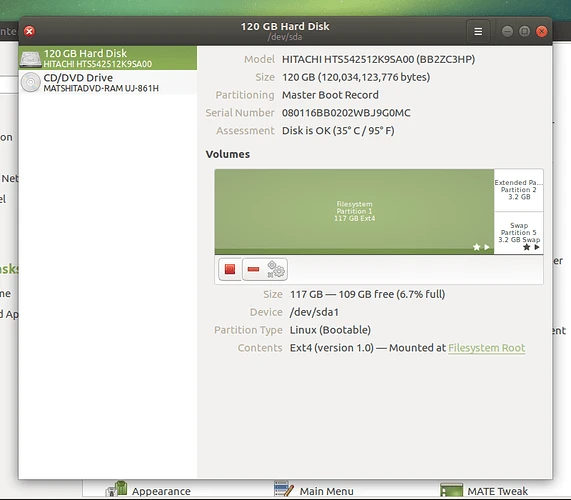 120 GB Hard Disk
/dev/sda
120 GB Hard Disk
HITACHI HTS542512K9SA00
CD/DVD Drive
MATSHITADVD-RAM UJ-861H
Model HITACHI HTS542512K9SA00 (BB2ZC3HP)
Size 120 GB (120,034,123,776 bytes)
Partitioning Master Boot Record
Serial Number 080116BB0202WBJ9G0MC
Assessment Disk is OK (35° C / 95° F)
Volumes
Filesystem
Partition 1
117 GB Ext4
Extended Pa...
Partition 2
3.2 GB
Swap
Partition 5
3.2 GB Swap
Size 117 GB — 109 GB free (6.7% full)
Device /dev/sda1
Partition Type Linux (Bootable)
Contents Ext4 (version 1.0) — Mounted at Filesystem Root
Appearance
Main Menu
MATE Tweak